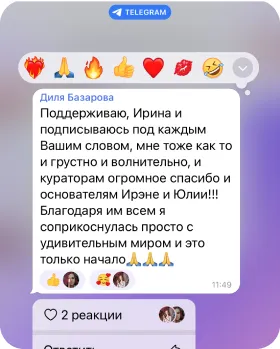 TELEGRAM
Диля Базарова
Поддерживаю, Ирина и
подписываюсь под каждым
Вашим словом, мне тоже как то
и грустно и волнительно, и
кураторам огромное спасибо и
основателям Ирэне и Юлии!!!
Благодаря им всем я
соприкоснулась просто с
удивительным миром и это
только начало🙏🙏🙏
11:49
2 реакции